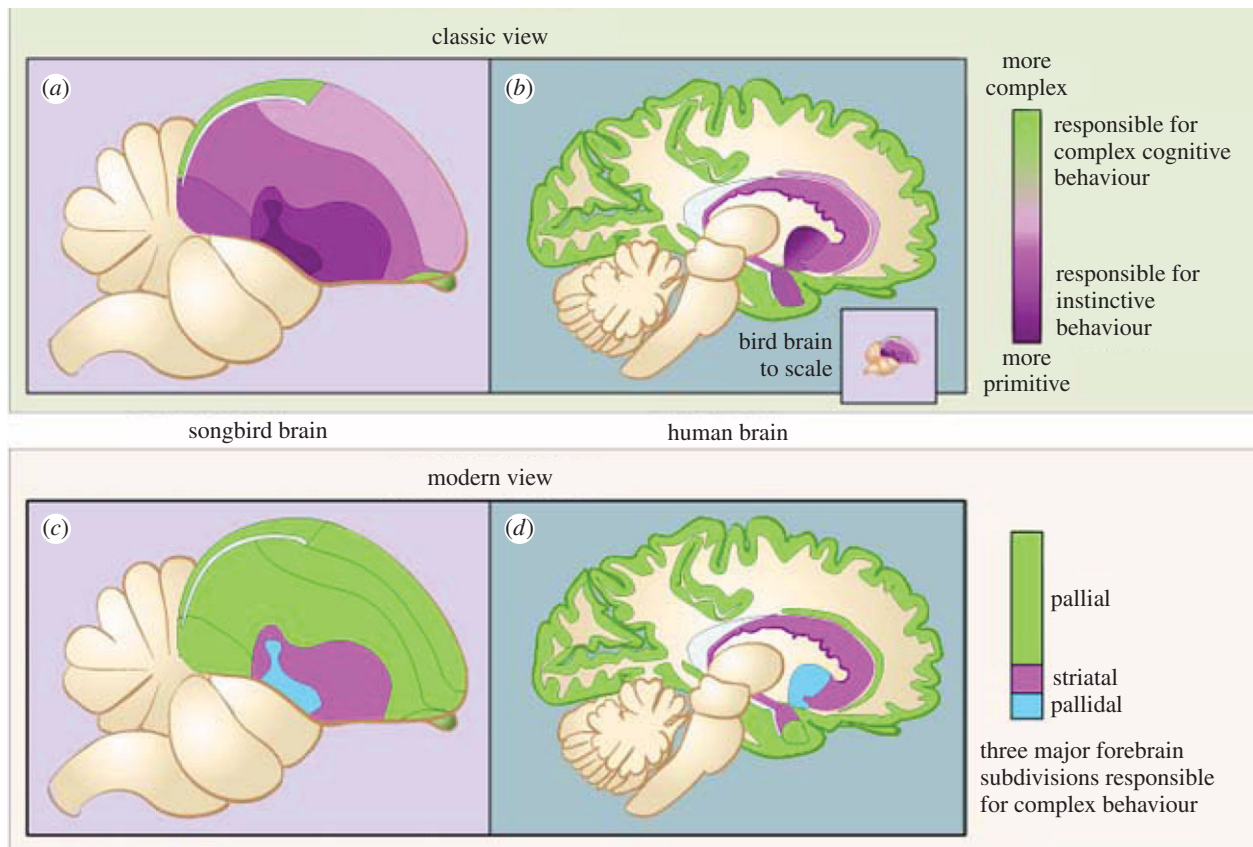 classic view
(a)
(b)
more
complex
responsible for
complex cognitive
behaviour
responsible for
instinctive
behaviour
more
primitive
bird brain
to scale
songbird brain
human brain
modern view
(c)
(d)
pallial
striatal
pallidal
three major forebrain
subdivisions responsible
for complex behaviour